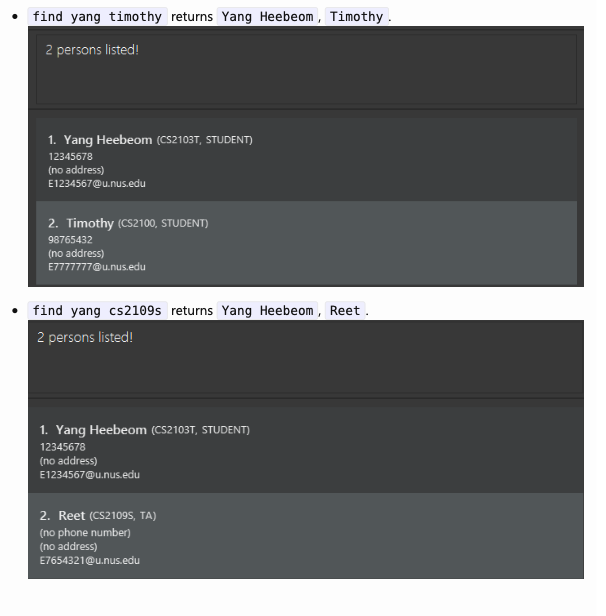 find yang timothy returns Yang Heebeom, Timothy.
2 persons listed!
1. Yang Heebeom (CS2103T, STUDENT)
12345678
(no address)
E1234567@u.nus.edu
2. Timothy (CS2100, STUDENT)
98765432
(no address)
E7777777@u.nus.edu
find yang cs2109s returns Yang Heebeom, Reet.
2 persons listed!
1. Yang Heebeom (CS2103T, STUDENT)
12345678
(no address)
E1234567@u.nus.edu
2. Reet (CS2109S, TA)
(no phone number)
(no address)
E7654321@u.nus.edu